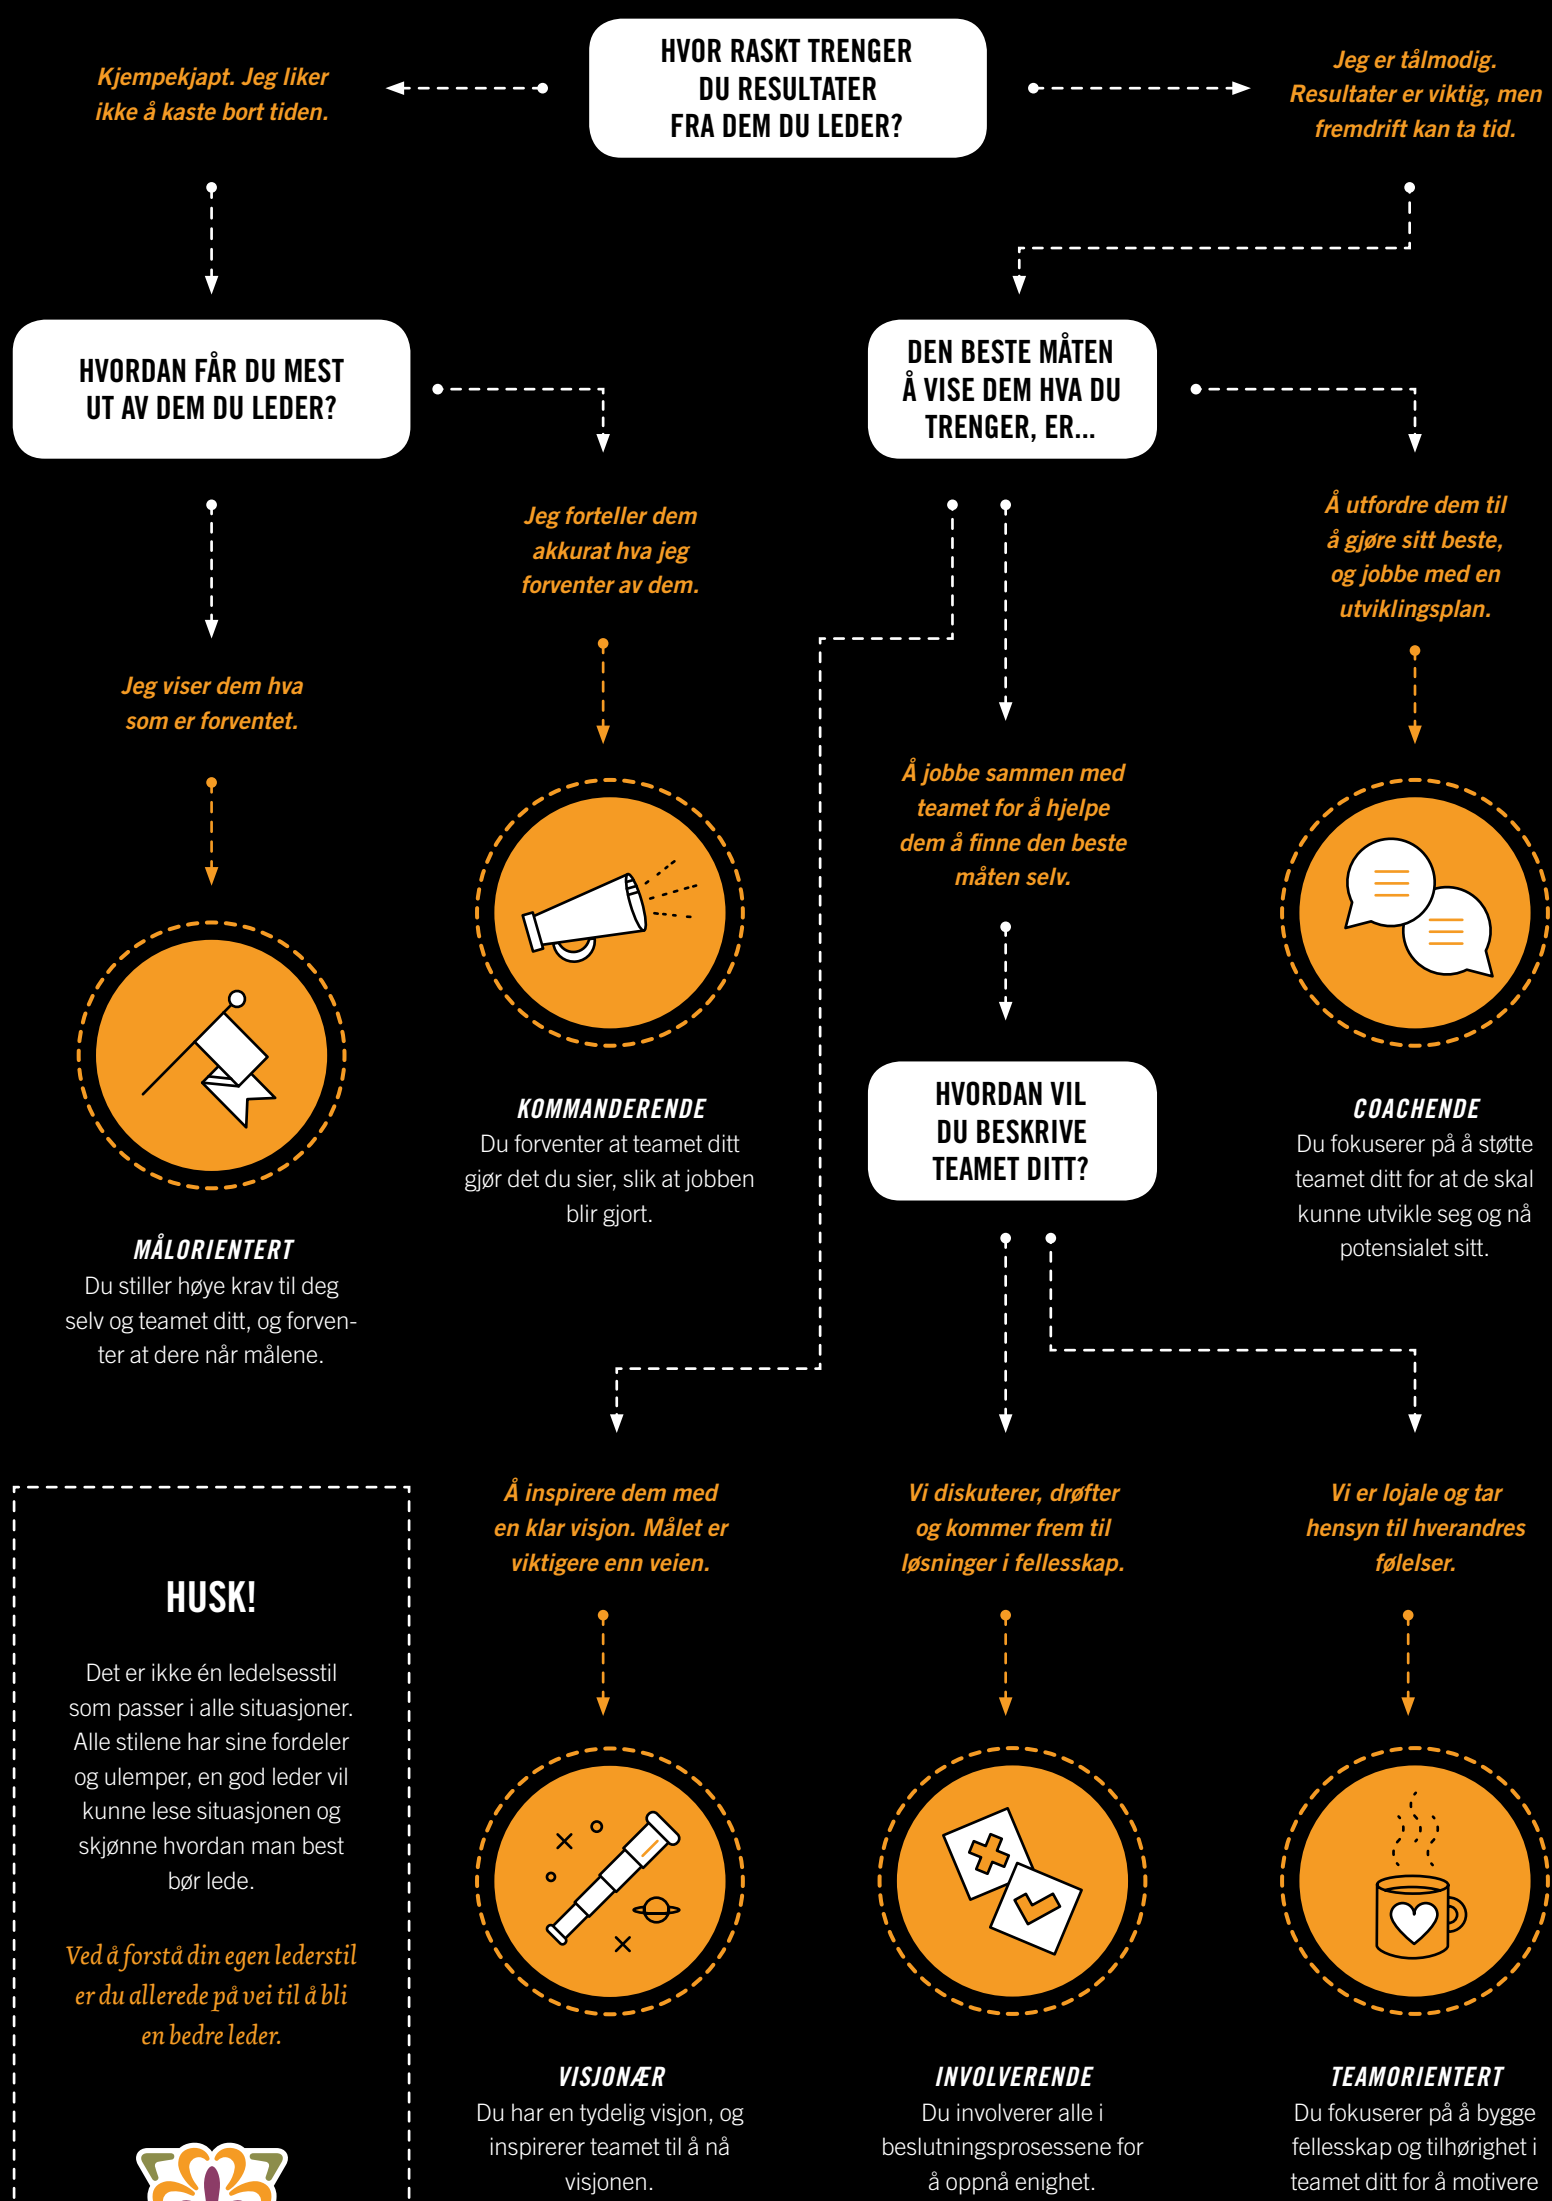 HVOR RASKT TRENGER
DU RESULTATER
FRA DEM DU LEDER?
Kjempekjapt. Jeg liker
ikke å kaste bort tiden.
Jeg er tålmodig.
Resultater er viktig, men
fremdrift kan ta tid.
HVORDAN FÅR DU MEST
UT AV DEM DU LEDER?
DEN BESTE MÅTEN
Å VISE DEM HVA DU
TRENGER, ER...
Jeg forteller dem
akkurat hva jeg
forventer av dem.
Å utfordre dem til
å gjøre sitt beste,
og jobbe med en
utviklingsplan.
Jeg viser dem hva
som er forventet.
Å jobbe sammen med
teamet for å hjelpe
dem å finne den beste
måten selv.
HVORDAN VIL
DU BESKRIVE
TEAMET DITT?
KOMMANDERENDE
Du forventer at teamet ditt
gjør det du sier, slik at jobben
blir gjort.
COACHENDE
Du fokuserer på å støtte
teamet ditt for at de skal
kunne utvikle seg og nå
potensialet sitt.
MÅLORIENTERT
Du stiller høye krav til deg
selv og teamet ditt, og forven-
ter at dere når målene.
Å inspirere dem med
en klar visjon. Målet er
viktigere enn veien.
Vi diskuterer, drøfter
og kommer frem til
løsninger i fellesskap.
Vi er lojale og tar
hensyn til hverandres
følelser.
HUSK!
Det er ikke én ledelsesstil
som passer i alle situasjoner.
Alle stilene har sine fordeler
og ulemper, en god leder vil
kunne lese situasjonen og
skjønne hvordan man best
bør lede.
Ved å forstå din egen lederstil
er du allerede på vei til å bli
en bedre leder.
VISJONÆR
Du har en tydelig visjon, og
inspirerer teamet til å nå
visjonen.
INVOLVERENDE
Du involverer alle i
beslutningsprosessene for
å oppnå enighet.
TEAMORIENTERT
Du fokuserer på å bygge
fellesskap og tilhørighet i
teamet ditt for å motivere